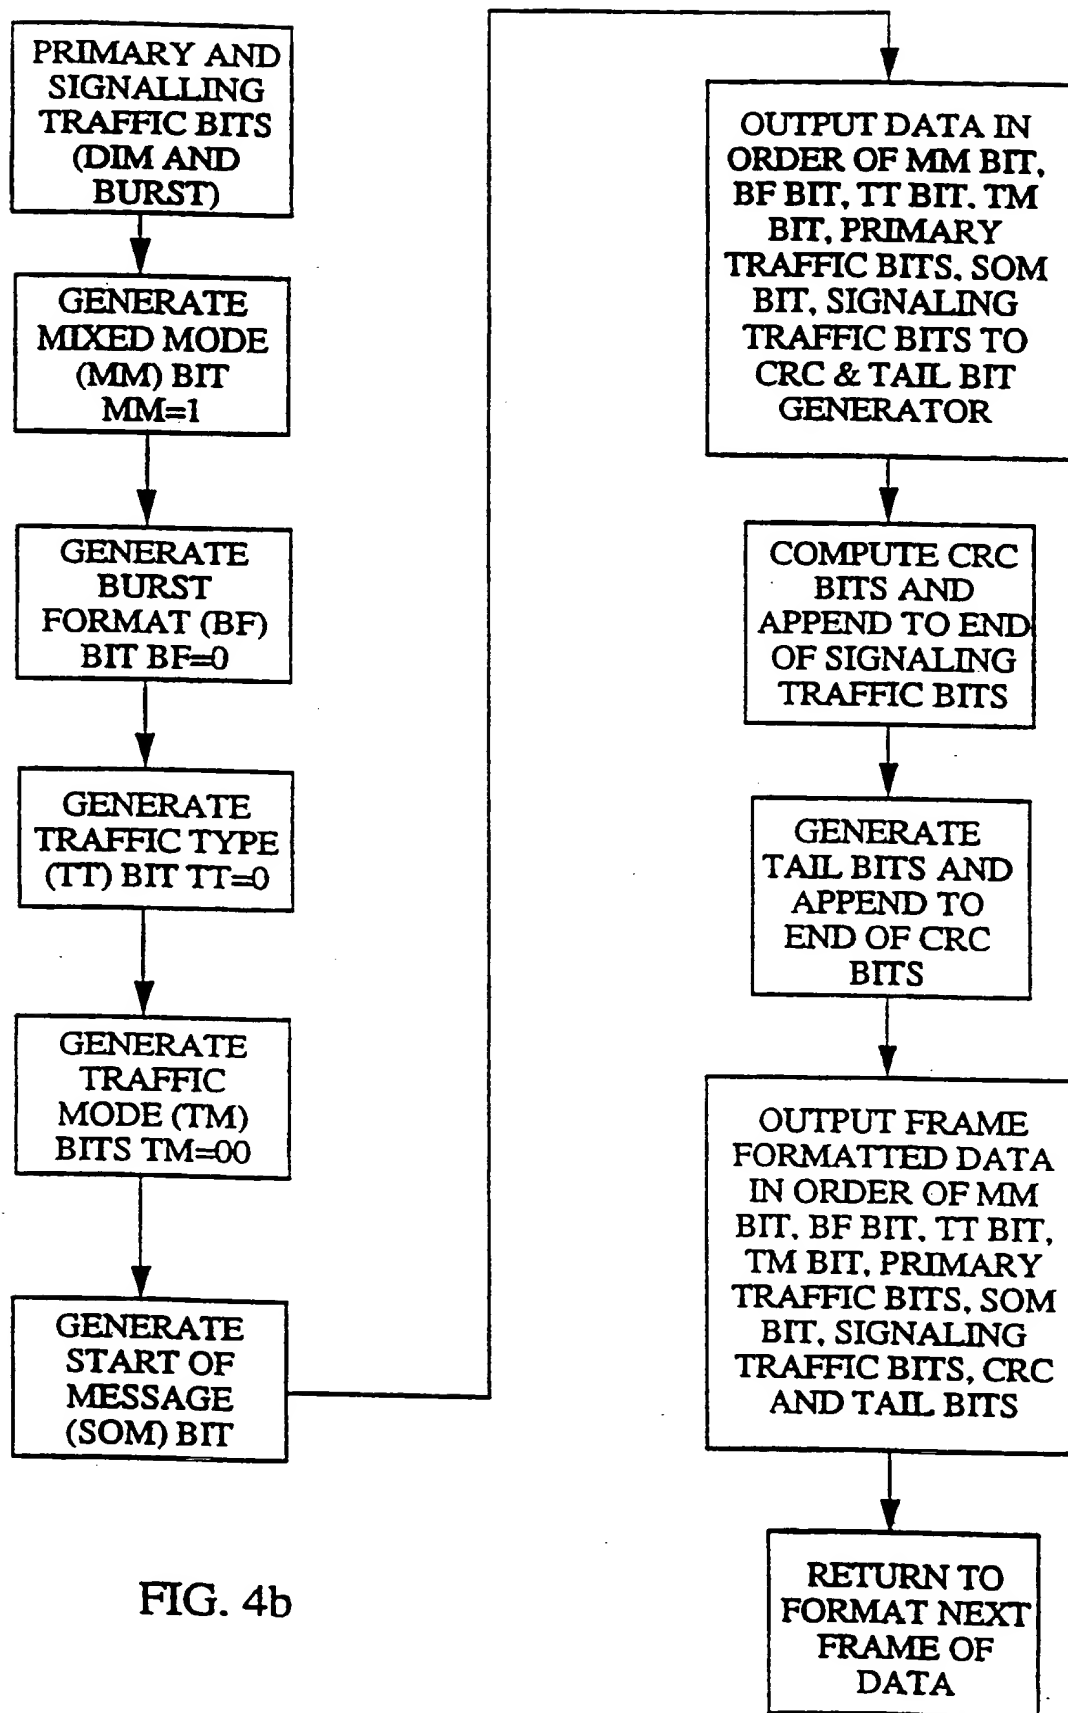 PRIMARY AND
SIGNALLING
TRAFFIC BITS
(DIM AND
BURST)
GENERATE
MIXED MODE
(MM) BIT
MM=1
GENERATE
BURST
FORMAT (BF)
BIT BF=0
GENERATE
TRAFFIC TYPE
(TT) BIT TT=0
GENERATE
TRAFFIC
MODE (TM)
BITS TM=00
GENERATE
START OF
MESSAGE
(SOM) BIT
OUTPUT DATA IN
ORDER OF MM BIT,
BF BIT, TT BIT, TM
BIT, PRIMARY
TRAFFIC BITS, SOM
BIT, SIGNALING
TRAFFIC BITS TO
CRC & TAIL BIT
GENERATOR
COMPUTE CRC
BITS AND
APPEND TO END
OF SIGNALING
TRAFFIC BITS
GENERATE
TAIL BITS AND
APPEND TO
END OF CRC
BITS
OUTPUT FRAME
FORMATTED DATA
IN ORDER OF MM
BIT, BF BIT, TT BIT,
TM BIT, PRIMARY
TRAFFIC BITS, SOM
BIT, SIGNALING
TRAFFIC BITS, CRC
AND TAIL BITS
RETURN TO
FORMAT NEXT
FRAME OF
DATA
FIG. 4b